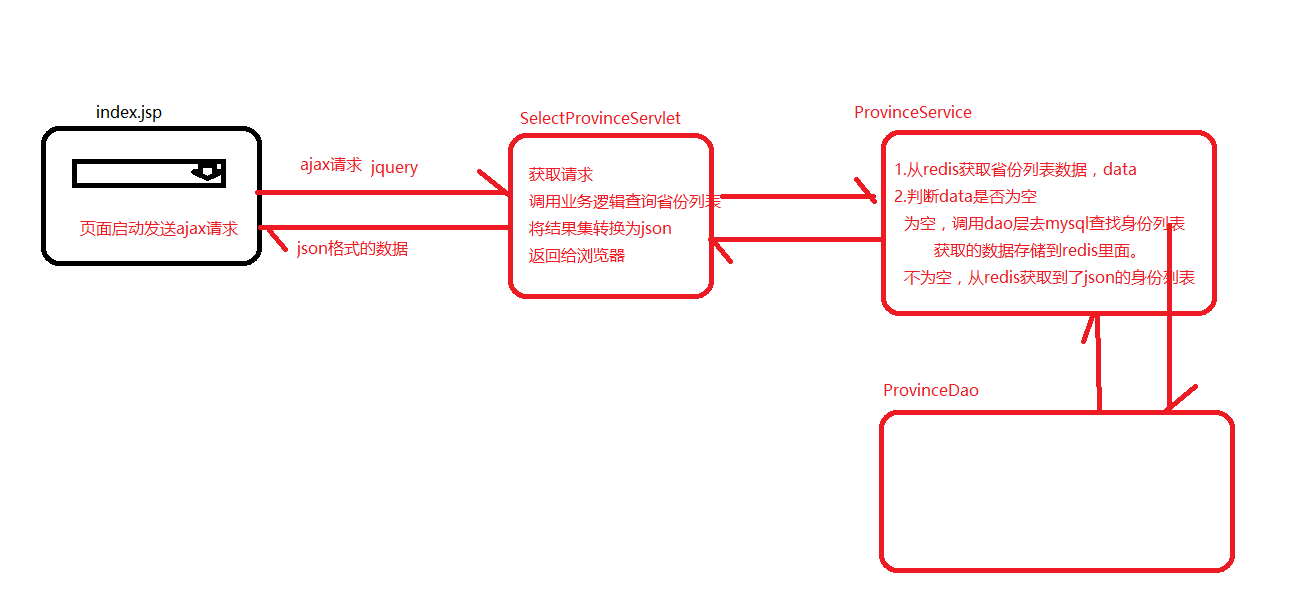 index.jsp
页面启动发送ajax请求
ajax请求 jquery
json格式的数据
SelectProvinceServlet
获取请求
调用业务逻辑查询省份列表
将结果集转换为json
返回给浏览器
ProvinceService
1.从redis获取省份列表数据，data
2.判断data是否为空
为空，调用dao层去mysql查找身份列表
获取的数据存储到redis里面。
不为空，从redis获取到了json的身份列表
ProvinceDao